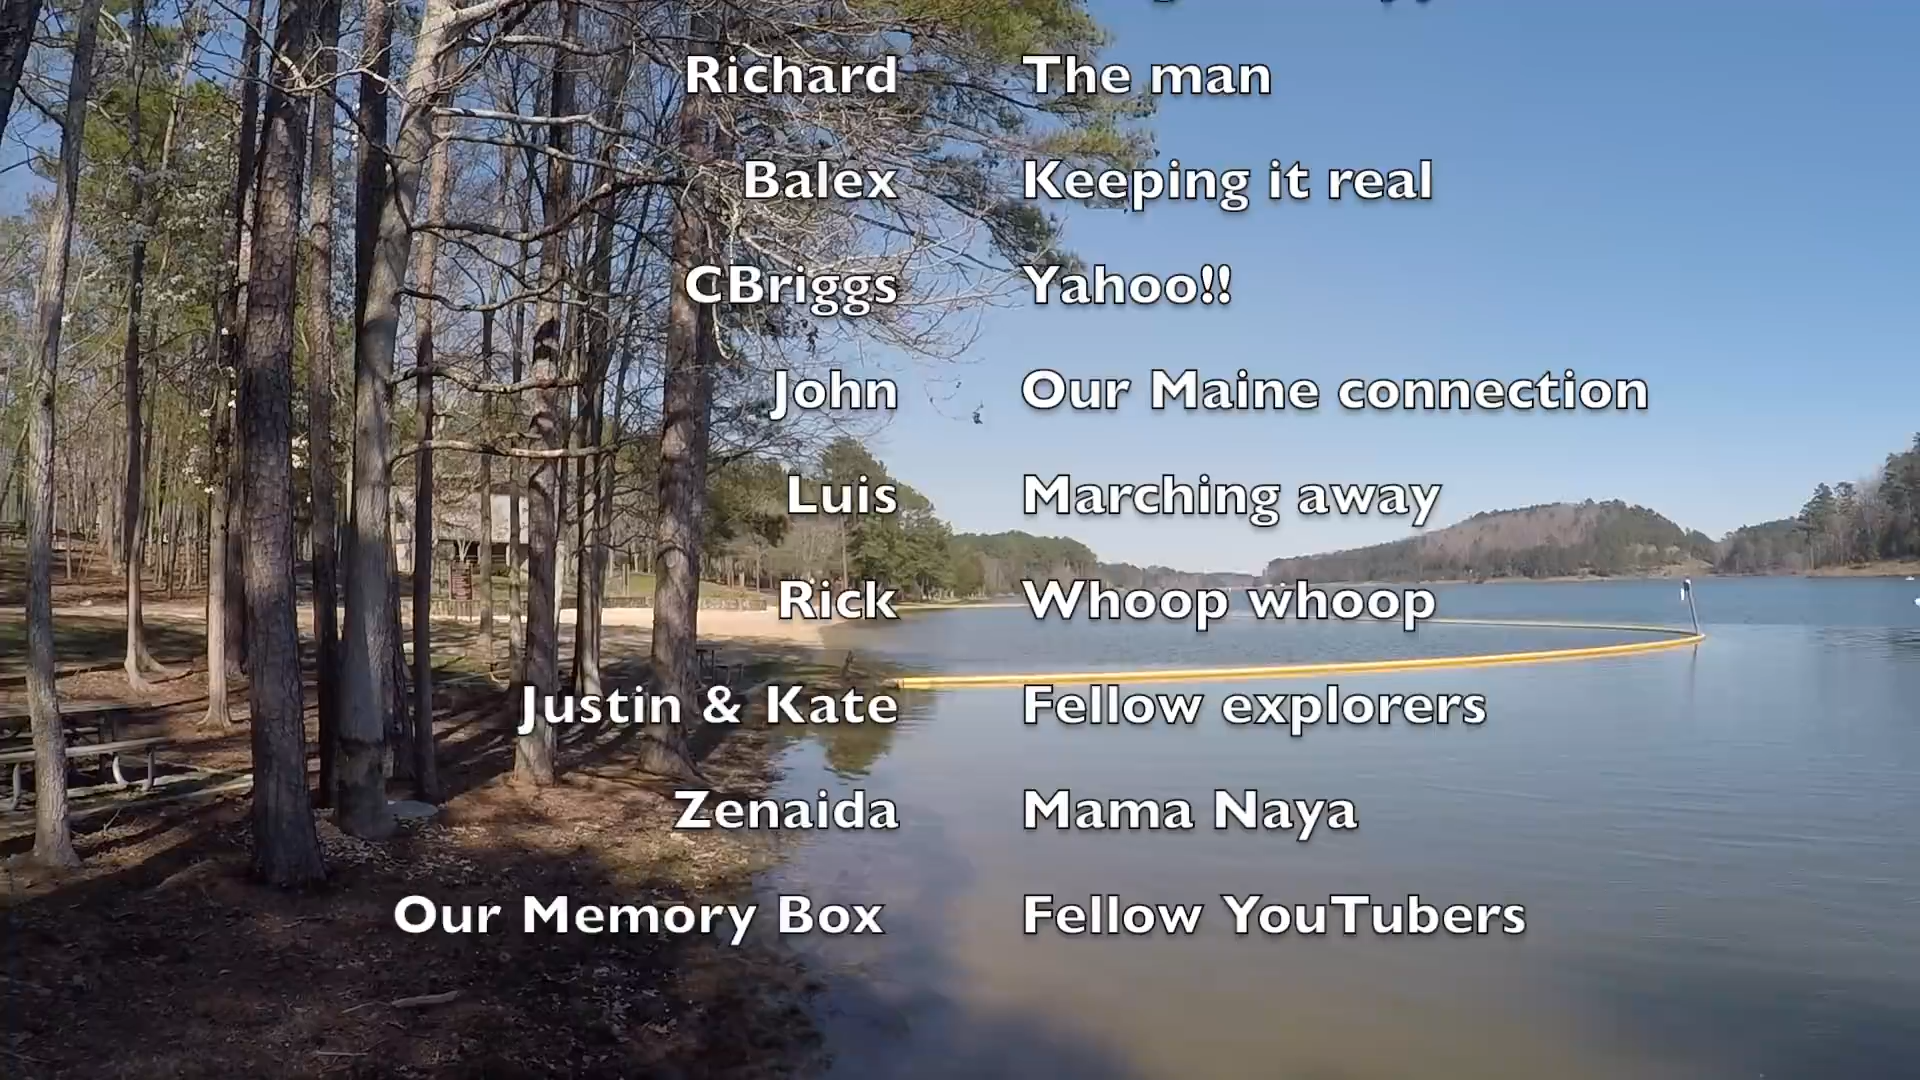 Richard The man
Balex Keeping it real
CBriggs Yahoo!!
John Our Maine connection
Luis Marching away
Rick Whoop whoop
Justin & Kate Fellow explorers
Zenaida Mama Naya
Our Memory Box Fellow YouTubers